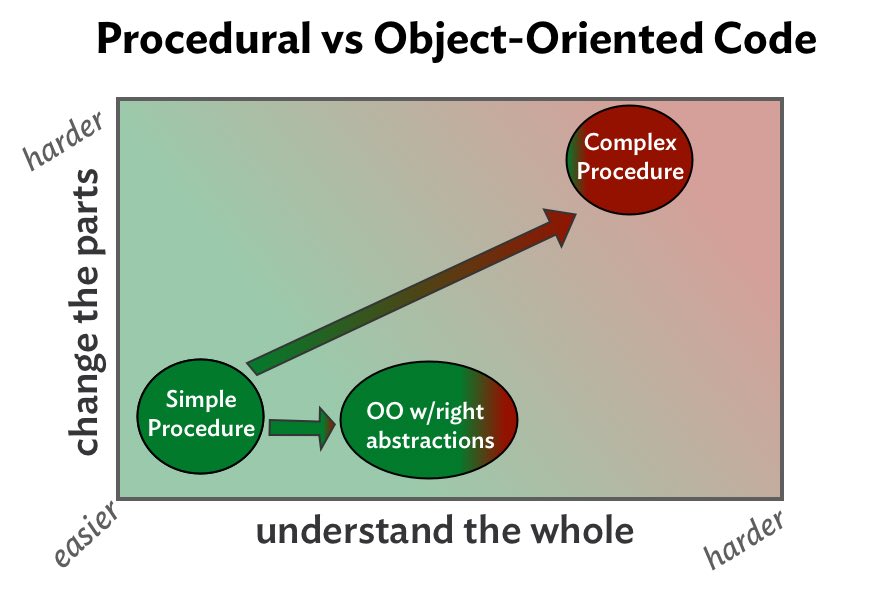 Procedural vs Object-Oriented Code
harder
change the parts
Complex
Procedure
Simple
Procedure
OO w/right
abstractions
easier
understand the whole
harder